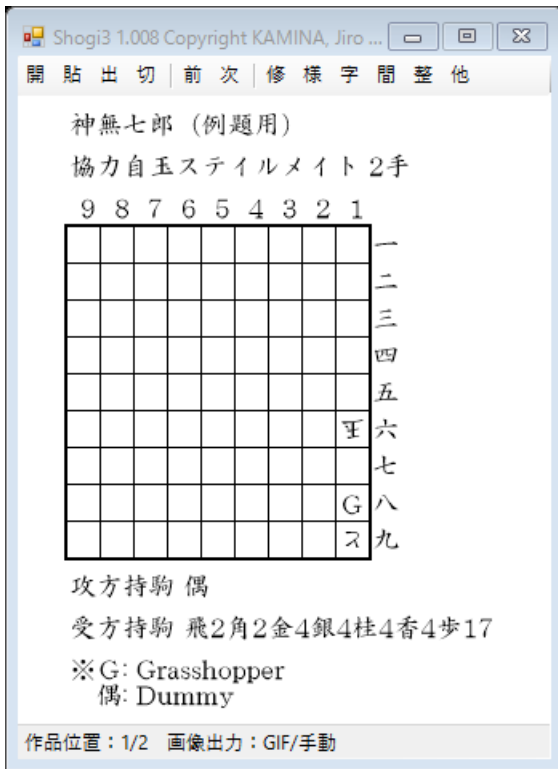 Shogi3 1.008 Copyright KAMINA, Jiro ...
開 貼 出 切 前 次 修 様 字 間 整 他
神無七郎 (例題用)
協力自玉ステイルメイト 2手
9 8 7 6 5 4 3 2 1
一
二
三
四
五
王 六
七
G 八
ス 九
攻方持駒 偶
受方持駒 飛2角2金4銀4桂4香4歩17
※G: Grasshopper
偶: Dummy
作品位置:1/2 画像出力:GIF/手動